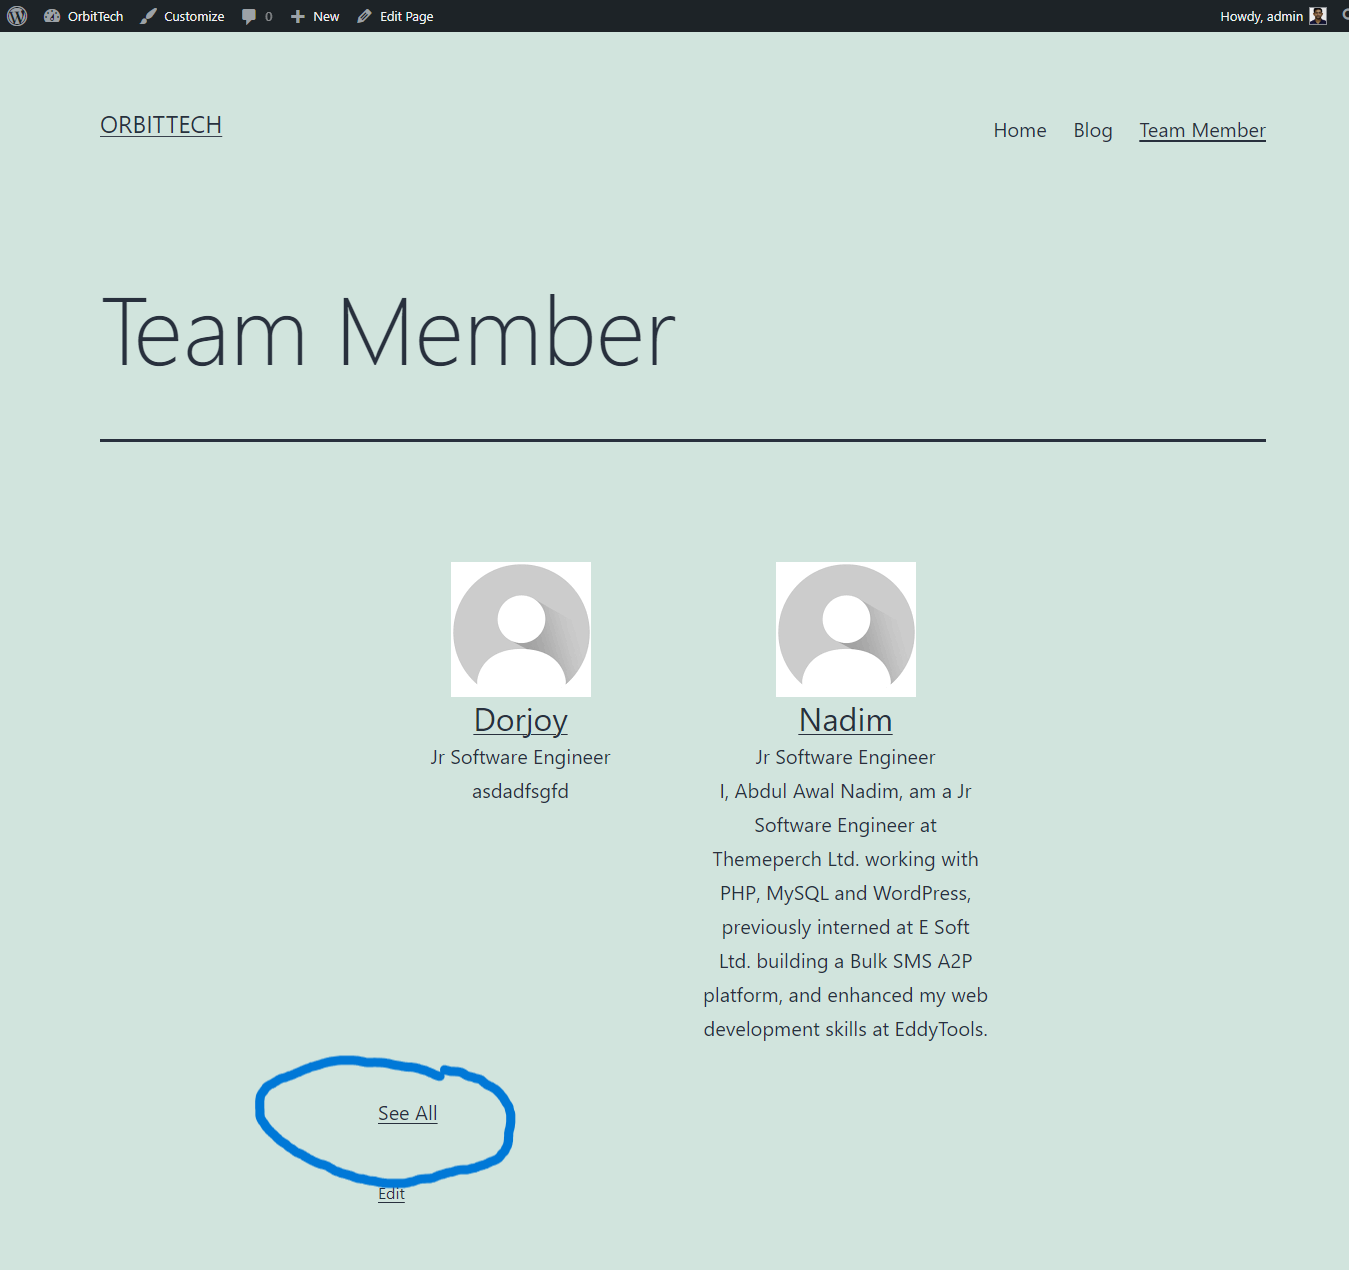 OrbitTech Customize 0 New Edit Page Howdy, admin
ORBITTECH
Home Blog Team Member
Team Member
Dorjoy
Jr Software Engineer
asdadfsgfd
Nadim
Jr Software Engineer
I, Abdul Awal Nadim, am a Jr
Software Engineer at
Themeperch Ltd. working with
PHP, MySQL and WordPress,
previously interned at E Soft
Ltd. building a Bulk SMS A2P
platform, and enhanced my web
development skills at EddyTools.
See All
Edit